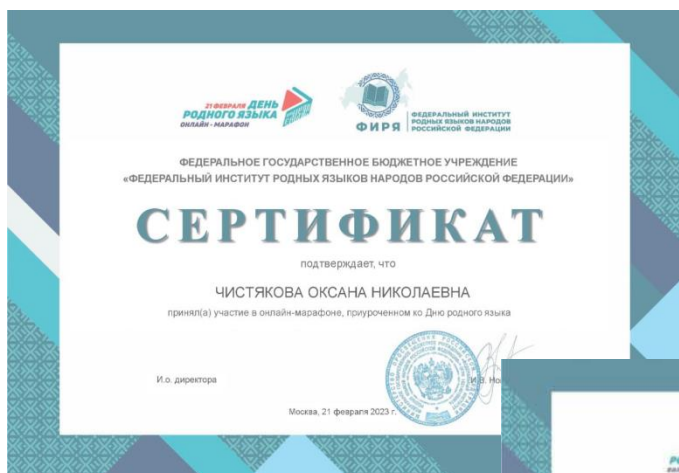 21 ФЕВРАЛЯ ДЕНЬ
РОДНОГО ЯЗЫКА
ОНЛАЙН - МАРАФОН
ФИРЯ
ФЕДЕРАЛЬНЫЙ ИНСТИТУТ
РОДНЫХ ЯЗЫКОВ НАРОДОВ
РОССИЙСКОЙ ФЕДЕРАЦИИ
ФЕДЕРАЛЬНОЕ ГОСУДАРСТВЕННОЕ БЮДЖЕТНОЕ УЧРЕЖДЕНИЕ
«ФЕДЕРАЛЬНЫЙ ИНСТИТУТ РОДНЫХ ЯЗЫКОВ НАРОДОВ РОССИЙСКОЙ ФЕДЕРАЦИИ»
СЕРТИФИКАТ
подтверждает, что
ЧИСТЯКОВА ОКСАНА НИКОЛАЕВНА
принял(а) участие в онлайн-марафоне, приуроченном ко Дню родного языка
И.о. директора
Москва, 21 февраля 2023 г.